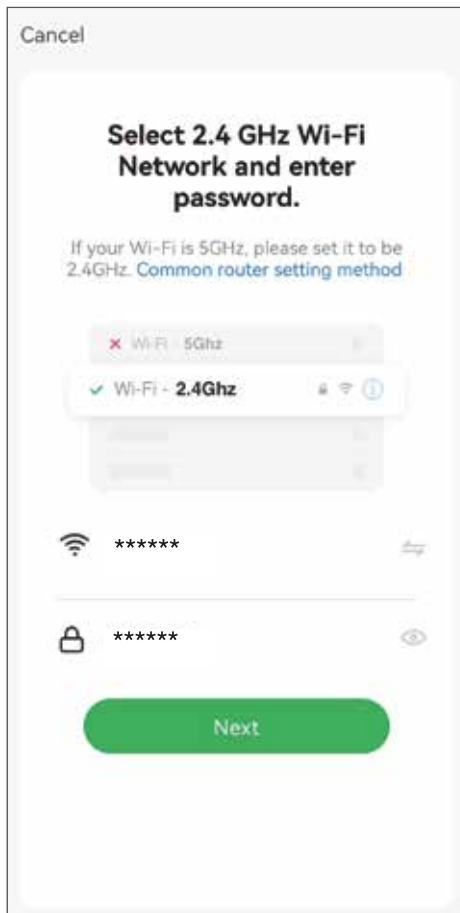 Cancel
Select 2.4 GHz Wi-Fi
Network and enter
password.
If your Wi-Fi is 5GHz, please set it to be
2.4GHz. Common router setting method
Wi-Fi - 5Ghz
Wi-Fi - 2.4Ghz
******
******
Next